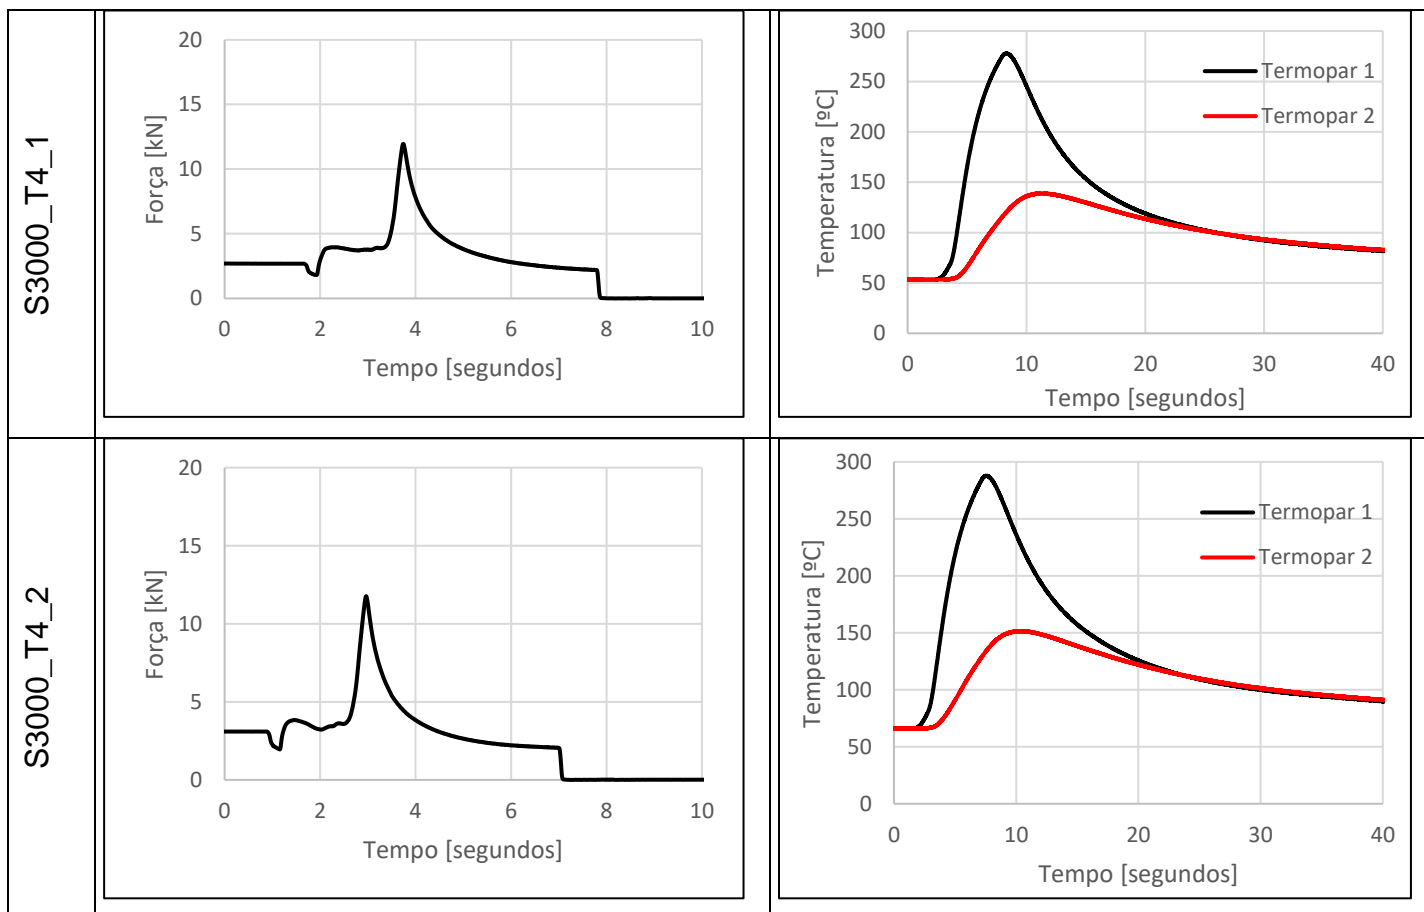 S3000_T4_1
Força [kN]
20
15
10
5
0
0 2 4 6 8 10
Tempo [segundos]
Temperatura [ºC]
300
250
200
150
100
50
0
0 10 20 30 40
Tempo [segundos]
Termopar 1
Termopar 2
S3000_T4_2
Força [kN]
20
15
10
5
0
0 2 4 6 8 10
Tempo [segundos]
Temperatura [ºC]
300
250
200
150
100
50
0
0 10 20 30 40
Tempo [segundos]
Termopar 1
Termopar 2